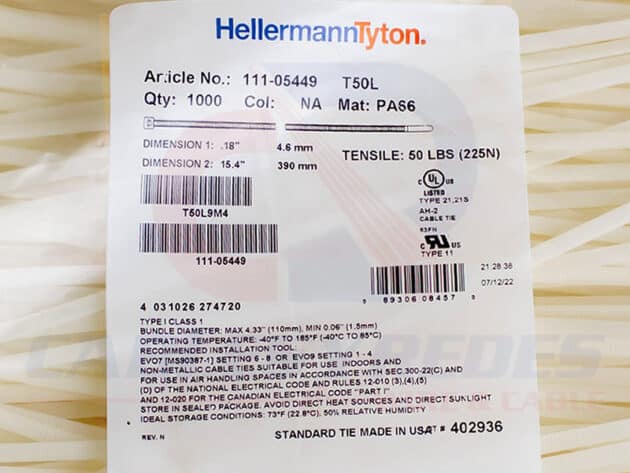 HellermannTyton.
Article No.: 111-05449 T50L
Qty: 1000 Col: NA Mat: PA66
DIMENSION 1: .18" 4.6 mm
DIMENSION 2: 15.4" 390 mm
TENSILE: 50 LBS (225N)
T50L9M4
111-05449
C UL US
LISTED
TYPE 21,21S
AH-2
CABLE TIE
R3FN
C US
TYPE 11
21:28:36
07/12/22
0 89306 08457 0
4 031026 274720
TYPE I CLASS 1
BUNDLE DIAMETER: MAX 4.33" (110mm), MIN 0.06" (1.5mm)
OPERATING TEMPERATURE: -40°F TO 185°F (-40°C TO 85°C)
RECOMMENDED INSTALLATION TOOL:
EVO7 [MS90387-1] SETTING 6 - 8 OR EVO9 SETTING 1 - 4
NON-METALLIC CABLE TIES SUITABLE FOR USE INDOORS AND
FOR USE IN AIR HANDLING SPACES IN ACCORDANCE WITH SEC.300-22(C) AND
(D) OF THE NATIONAL ELECTRICAL CODE AND RULES 12-010 (3),(4),(5)
AND 12-020 FOR THE CANADIAN ELECTRICAL CODE "PART I"
STORE IN SEALED PACKAGE, AVOID DIRECT HEAT SOURCES AND DIRECT SUNLIGHT
IDEAL STORAGE CONDITIONS: 73°F (22.8°C), 50% RELATIVE HUMIDITY
REV. N
STANDARD TIE MADE IN USA
402936